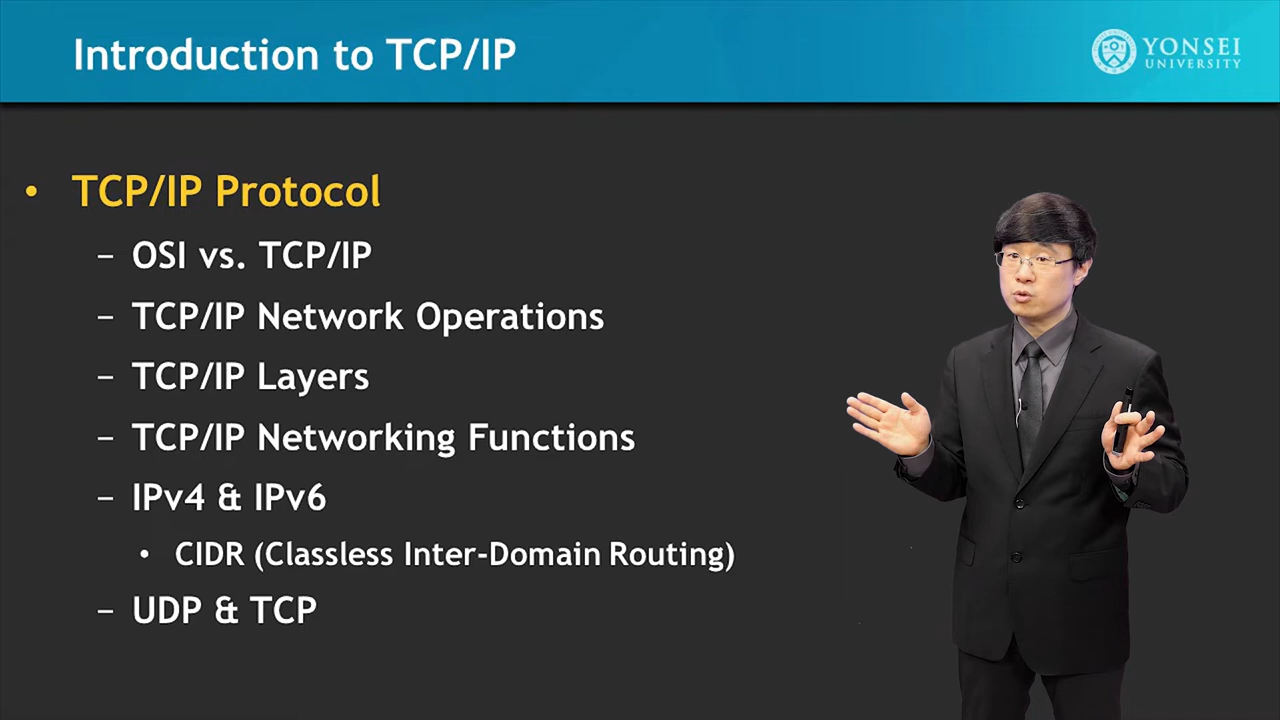 Introduction to TCP/IP
YONSEI
UNIVERSITY
• TCP/IP Protocol
– OSI vs. TCP/IP
– TCP/IP Network Operations
– TCP/IP Layers
– TCP/IP Networking Functions
– IPv4 & IPv6
• CIDR (Classless Inter-Domain Routing)
– UDP & TCP